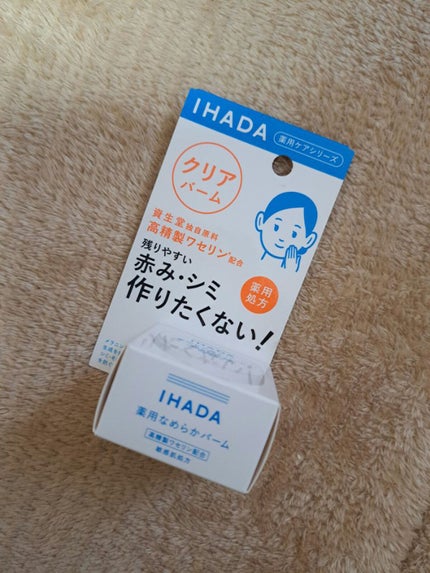 IHADA
薬用ケアシリーズ
クリア
バーム
資生堂独自原料
高精製ワセリン配合
残りやすい
赤み・シミ
作りたくない!
薬用
処方
IHADA
薬用なめらかバーム
高精製ワセリン配合
敏感肌処方